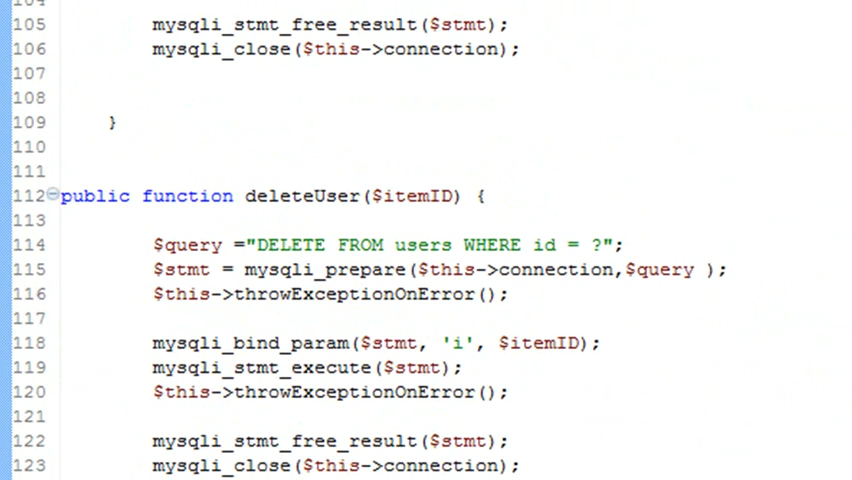 105 mysqli_stmt_free_result($stmt);
106 mysqli_close($this->connection);
107
108
109 }
110
111
112 public function deleteUser($itemID) {
113
114 $query ="DELETE FROM users WHERE id = ?";
115 $stmt = mysqli_prepare($this->connection,$query );
116 $this->throwExceptionOnError();
117
118 mysqli_bind_param($stmt, 'i', $itemID);
119 mysqli_stmt_execute($stmt);
120 $this->throwExceptionOnError();
121
122 mysqli_stmt_free_result($stmt);
123 mysqli_close($this->connection);